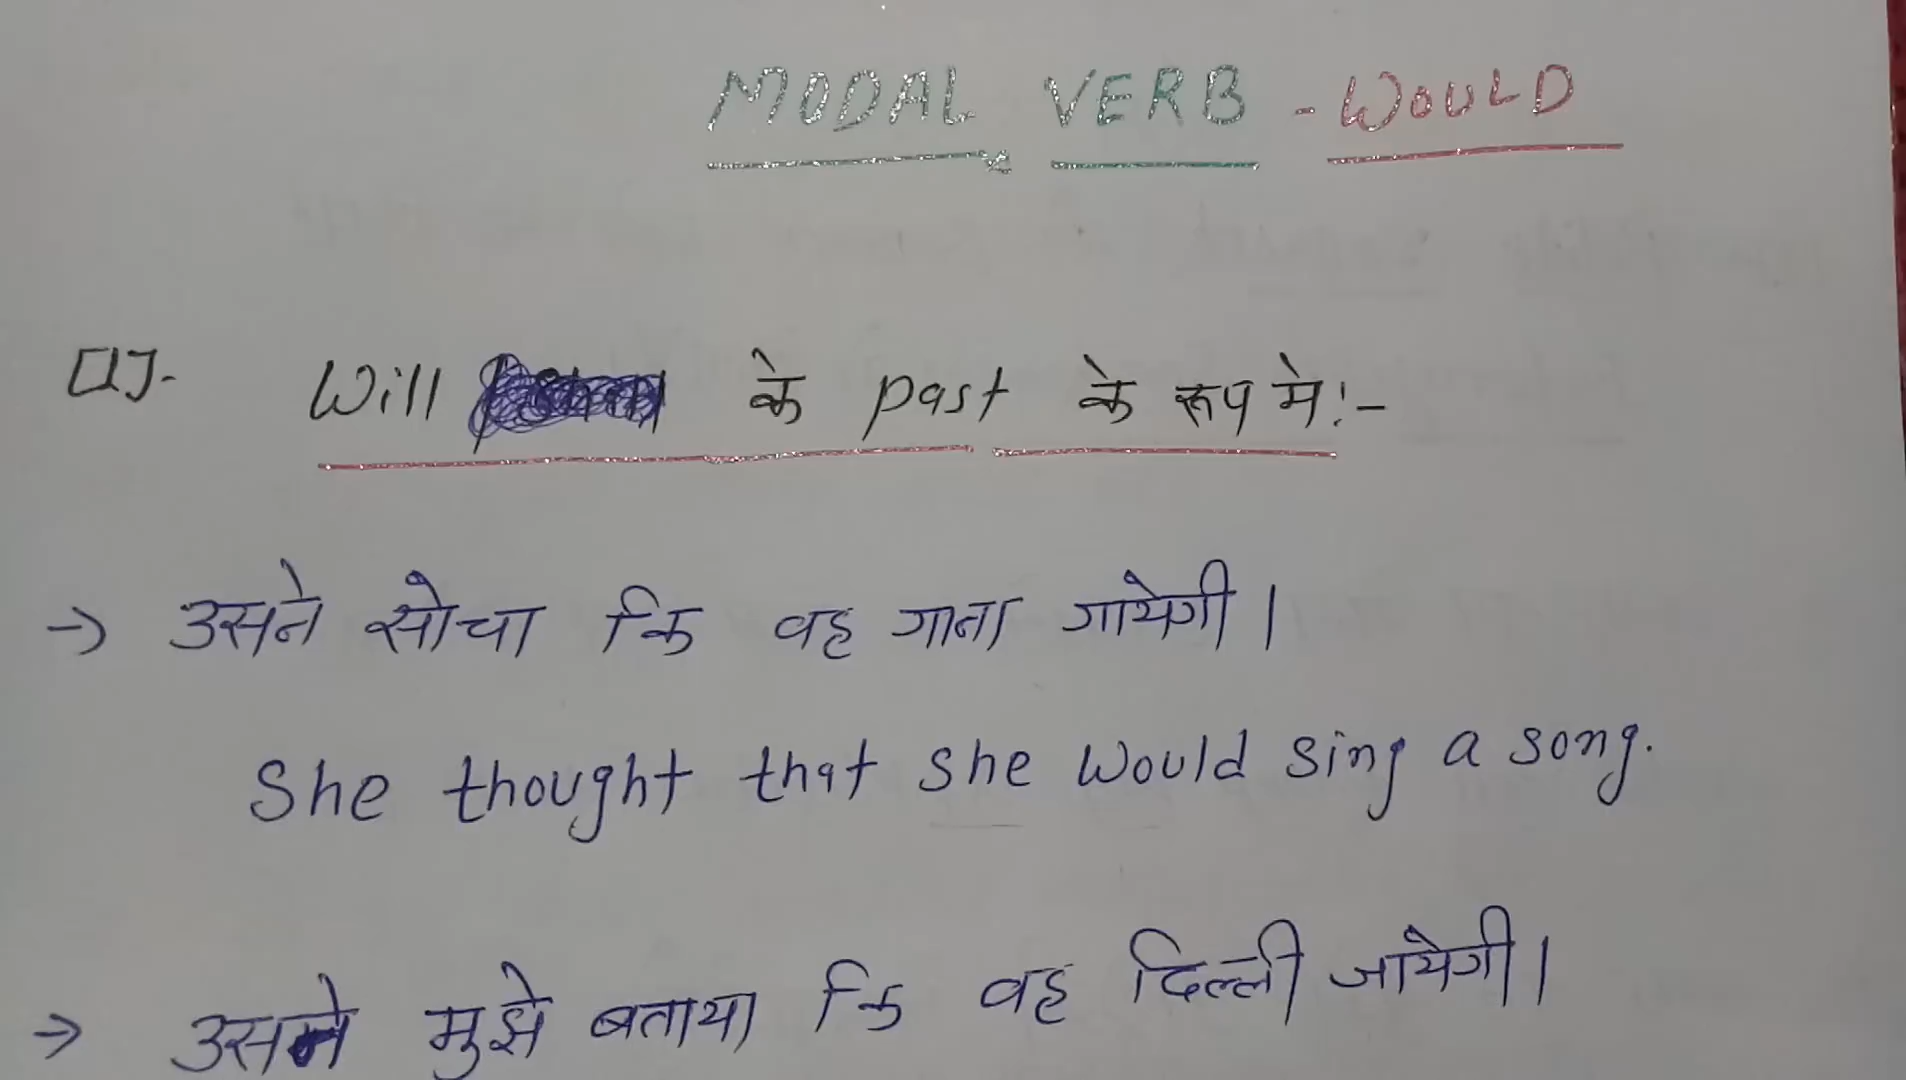 MODAL VERB - WOULD
[1]. Will के past के रूप मे:-
→ उसने सोचा कि वह गाना गायेगी।
She thought that she would sing a song.
→ उसने मुझे बताया कि वह दिल्ली जायेगी।